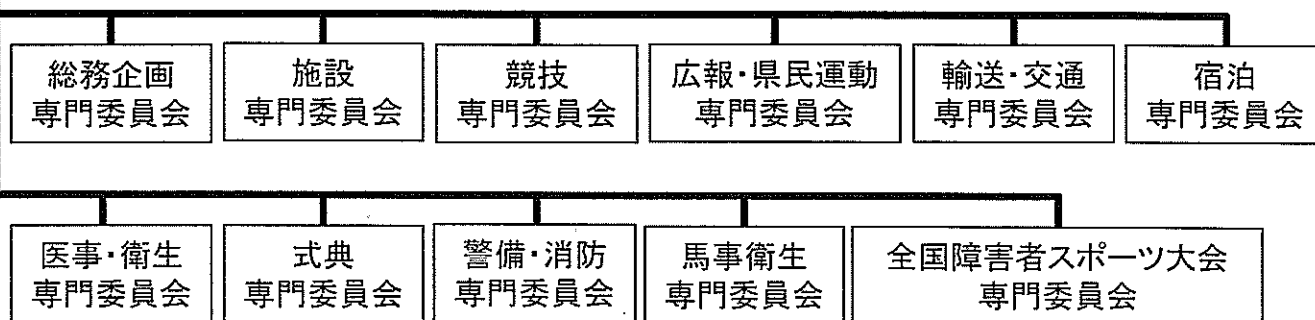 総務企画
専門委員会
施設
専門委員会
競技
専門委員会
広報・県民運動
専門委員会
輸送・交通
専門委員会
宿泊
専門委員会
医事・衛生
専門委員会
式典
専門委員会
警備・消防
専門委員会
馬事衛生
専門委員会
全国障害者スポーツ大会
専門委員会